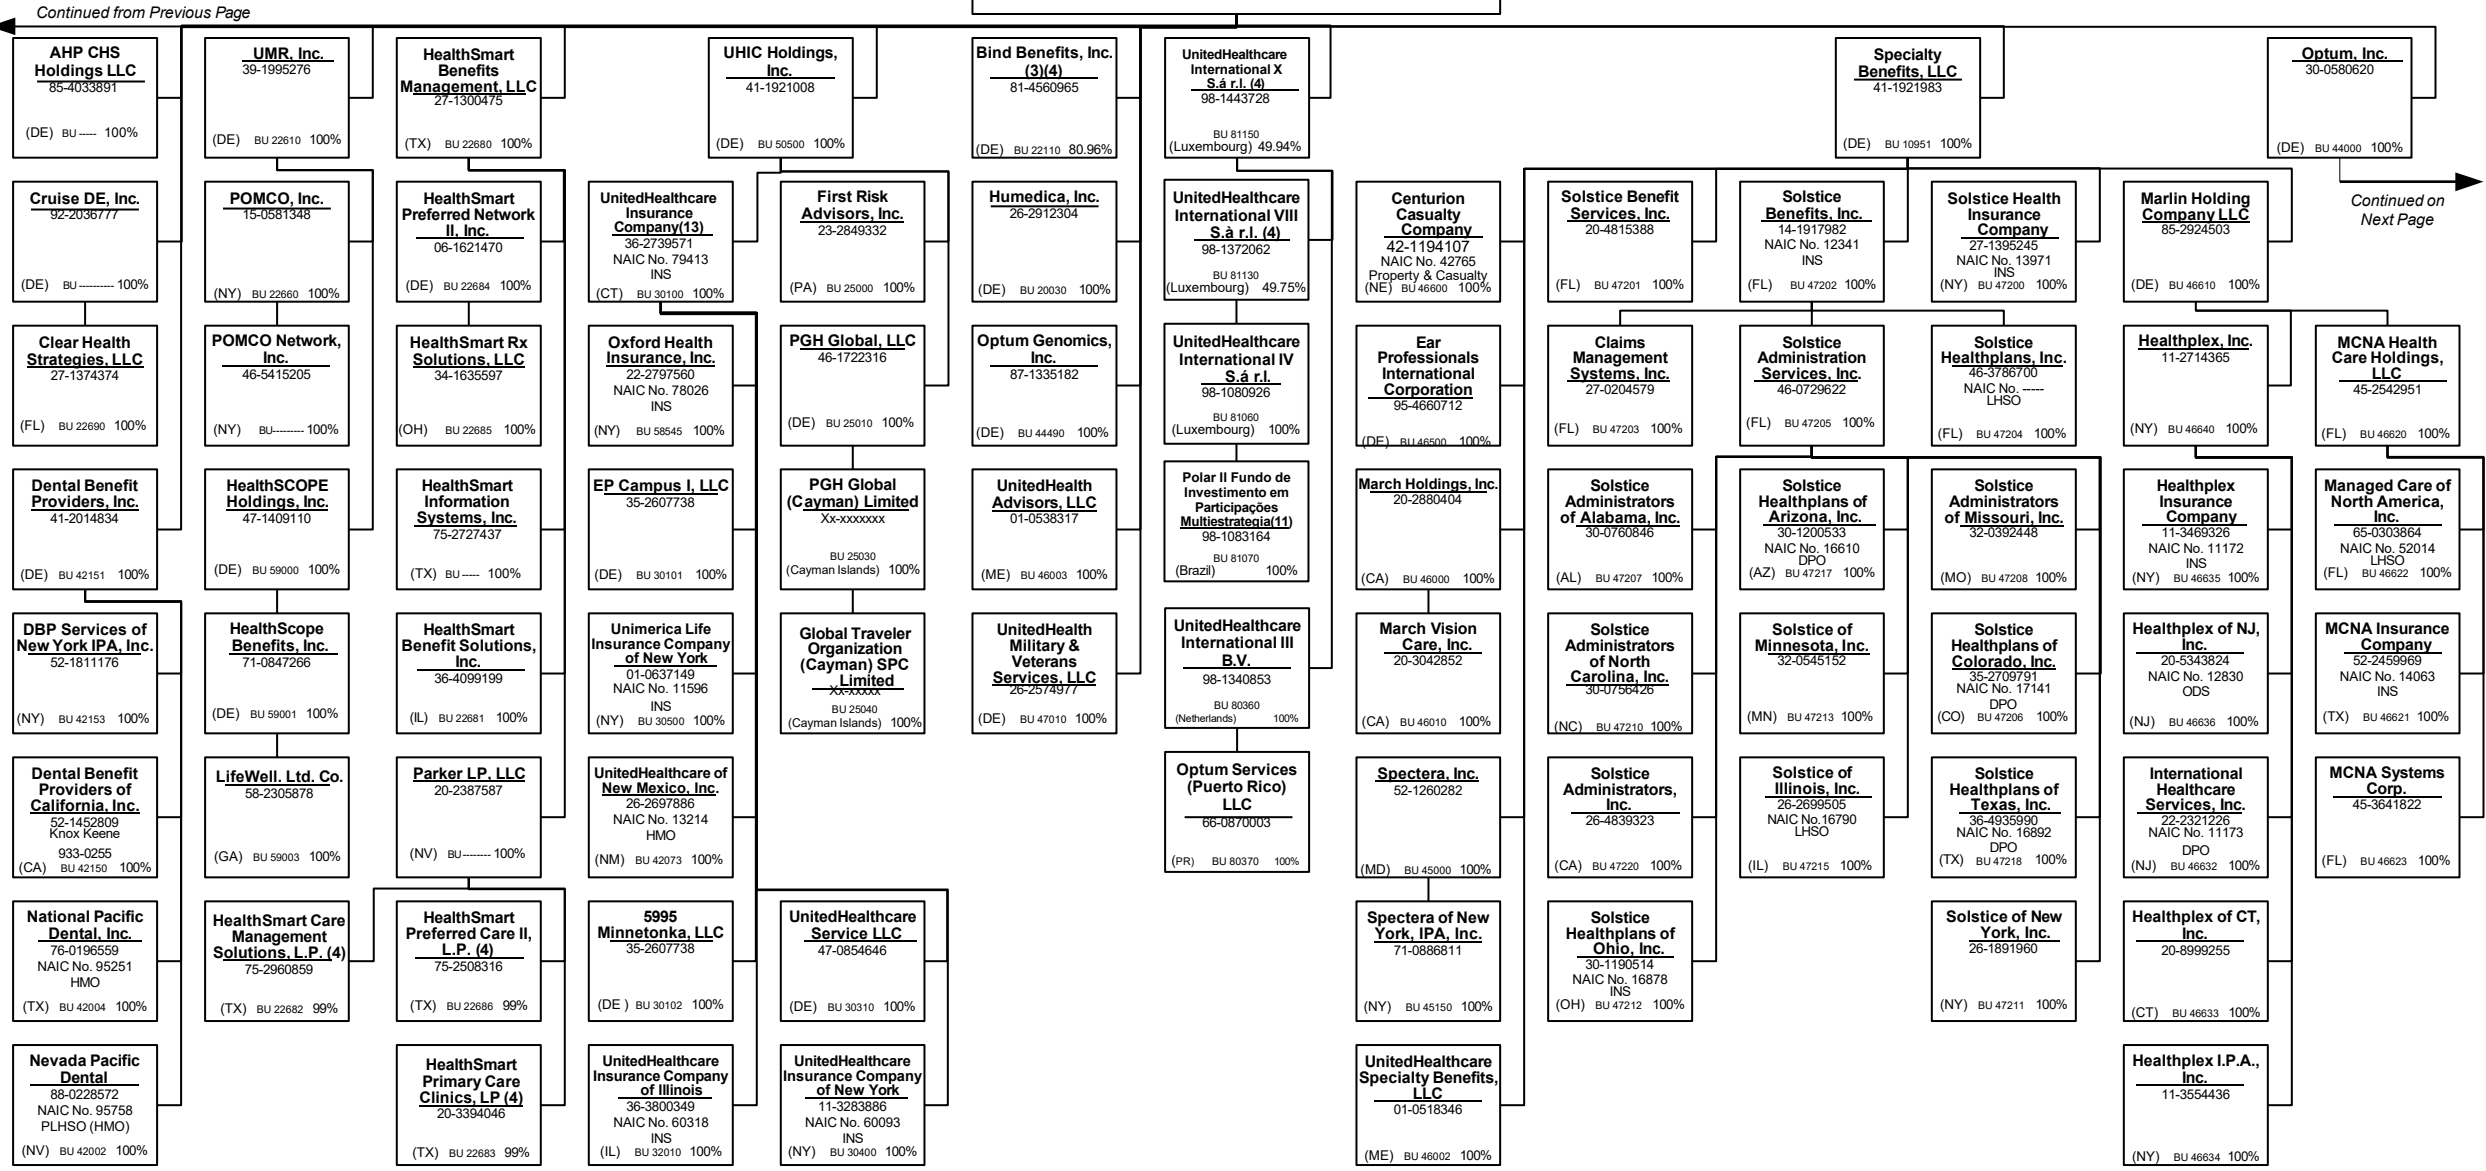 Continued from Previous Page
AHP CHS
Holdings LLC
85-4033891
(DE) BU ----- 100%
UMR, Inc.
39-1995276
(DE) BU 22610 100%
HealthSmart
Benefits
Management, LLC
27-1300475
(TX) BU 22680 100%
UHIC Holdings,
Inc.
41-1921008
(DE) BU 50500 100%
Bind Benefits, Inc.
(3)(4)
81-4560965
(DE) BU 22110 80.96%
UnitedHealthcare
International X
S.á r.l. (4)
98-1443728
BU 81150
(Luxembourg) 49.94%
Specialty
Benefits, LLC
41-1921983
(DE) BU 10951 100%
Optum, Inc.
30-0580620
(DE) BU 44000 100%
Continued on
Next Page
Cruise DE, Inc.
92-2036777
(DE) BU ---------- 100%
POMCO, Inc.
15-0581348
(NY) BU 22660 100%
HealthSmart
Preferred Network
II, Inc.
06-1621470
(DE) BU 22684 100%
UnitedHealthcare
Insurance
Company(13)
36-2739571
NAIC No. 79413
INS
(CT) BU 30100 100%
First Risk
Advisors, Inc.
23-2849332
(PA) BU 25000 100%
Humedica, Inc.
26-2912304
(DE) BU 20030 100%
UnitedHealthcare
International VIII
S.à r.l. (4)
98-1372062
BU 81130
(Luxembourg) 49.75%
Centurion
Casualty
Company
42-1194107
NAIC No. 42765
Property & Casualty
(NE) BU 46600 100%
Solstice Benefit
Services, Inc.
20-4815388
(FL) BU 47201 100%
Solstice
Benefits, Inc.
14-1917982
NAIC No. 12341
INS
(FL) BU 47202 100%
Solstice Health
Insurance
Company
27-1395245
NAIC No. 13971
INS
(NY) BU 47200 100%
Marlin Holding
Company LLC
85-2924503
(DE) BU 46610 100%
Clear Health
Strategies, LLC
27-1374374
(FL) BU 22690 100%
POMCO Network,
Inc.
46-5415205
(NY) BU--------- 100%
HealthSmart Rx
Solutions, LLC
34-1635597
(OH) BU 22685 100%
Oxford Health
Insurance, Inc.
22-2797560
NAIC No. 78026
INS
(NY) BU 58545 100%
PGH Global, LLC
46-1722316
(DE) BU 25010 100%
Optum Genomics,
Inc.
87-1335182
(DE) BU 44490 100%
UnitedHealthcare
International IV
S.á r.l.
98-1080926
BU 81060
(Luxembourg) 100%
Ear
Professionals
International
Corporation
95-4660712
(DE) BU 46500 100%
Claims
Management
Systems, Inc.
27-0204579
(FL) BU 47203 100%
Solstice
Administration
Services, Inc.
46-0729622
(FL) BU 47205 100%
Solstice
Healthplans, Inc.
46-3786700
NAIC No. -----
LHSO
(FL) BU 47204 100%
Healthplex, Inc.
11-2714365
(NY) BU 46640 100%
MCNA Health
Care Holdings,
LLC
45-2542951
(FL) BU 46620 100%
Dental Benefit
Providers, Inc.
41-2014834
(DE) BU 42151 100%
HealthSCOPE
Holdings, Inc.
47-1409110
(DE) BU 59000 100%
HealthSmart
Information
Systems, Inc.
75-2727437
(TX) BU ----- 100%
EP Campus I, LLC
35-2607738
(DE) BU 30101 100%
PGH Global
(Cayman) Limited
Xx-xxxxxxx
BU 25030
(Cayman Islands) 100%
UnitedHealth
Advisors, LLC
01-0538317
(ME) BU 46003 100%
Polar II Fundo de
Investimento em
Participações
Multiestrategia(11)
98-1083164
BU 81070
(Brazil) 100%
March Holdings, Inc.
20-2880404
(CA) BU 46000 100%
Solstice
Administrators
of Alabama, Inc.
30-0760846
(AL) BU 47207 100%
Solstice
Healthplans of
Arizona, Inc.
30-1200533
NAIC No. 16610
DPO
(AZ) BU 47217 100%
Solstice
Administrators
of Missouri, Inc.
32-0392448
(MO) BU 47208 100%
Healthplex
Insurance
Company
11-3469326
NAIC No. 11172
INS
(NY) BU 46635 100%
Managed Care of
North America,
Inc.
65-0303864
NAIC No. 52014
LHSO
(FL) BU 46622 100%
DBP Services of
New York IPA, Inc.
52-1811176
(NY) BU 42153 100%
HealthScope
Benefits, Inc.
71-0847266
(DE) BU 59001 100%
HealthSmart
Benefit Solutions,
Inc.
36-4099199
(IL) BU 22681 100%
Unimerica Life
Insurance Company
of New York
01-0637149
NAIC No. 11596
INS
(NY) BU 30500 100%
Global Traveler
Organization
(Cayman) SPC
Limited
Xx-xxxxx
BU 25040
(Cayman Islands) 100%
UnitedHealth
Military &
Veterans
Services, LLC
26-2574977
(DE) BU 47010 100%
UnitedHealthcare
International III
B.V.
98-1340853
BU 80360
(Netherlands) 100%
March Vision
Care, Inc.
20-3042852
(CA) BU 46010 100%
Solstice
Administrators
of North
Carolina, Inc.
30-0756426
(NC) BU 47210 100%
Solstice of
Minnesota, Inc.
32-0545152
(MN) BU 47213 100%
Solstice
Healthplans of
Colorado, Inc.
35-2709791
NAIC No. 17141
DPO
(CO) BU 47206 100%
Healthplex of NJ,
Inc.
20-5343824
NAIC No. 12830
ODS
(NJ) BU 46636 100%
MCNA Insurance
Company
52-2459969
NAIC No. 14063
INS
(TX) BU 46621 100%
Dental Benefit
Providers of
California, Inc.
52-1452809
Knox Keene
933-0255
(CA) BU 42150 100%
LifeWell. Ltd. Co.
58-2305878
(GA) BU 59003 100%
Parker LP, LLC
20-2387587
(NV) BU-------- 100%
UnitedHealthcare of
New Mexico, Inc.
26-2697886
NAIC No. 13214
HMO
(NM) BU 42073 100%
Optum Services
(Puerto Rico)
LLC
66-0870003
(PR) BU 80370 100%
Spectera, Inc.
52-1260282
(MD) BU 45000 100%
Solstice
Administrators,
Inc.
26-4839323
(CA) BU 47220 100%
Solstice of
Illinois, Inc.
26-2699505
NAIC No.16790
LHSO
(IL) BU 47215 100%
Solstice
Healthplans of
Texas, Inc.
36-4935990
NAIC No. 16892
DPO
(TX) BU 47218 100%
International
Healthcare
Services, Inc.
22-2321226
NAIC No. 11173
DPO
(NJ) BU 46632 100%
MCNA Systems
Corp.
45-3641822
(FL) BU 46623 100%
National Pacific
Dental, Inc.
76-0196559
NAIC No. 95251
HMO
(TX) BU 42004 100%
HealthSmart Care
Management
Solutions, L.P. (4)
75-2960859
(TX) BU 22682 99%
HealthSmart
Preferred Care II,
L.P. (4)
75-2508316
(TX) BU 22686 99%
5995
Minnetonka, LLC
35-2607738
(DE ) BU 30102 100%
UnitedHealthcare
Service LLC
47-0854646
(DE) BU 30310 100%
Spectera of New
York, IPA, Inc.
71-0886811
(NY) BU 45150 100%
Solstice
Healthplans of
Ohio, Inc.
30-1190514
NAIC No. 16878
INS
(OH) BU 47212 100%
Solstice of New
York, Inc.
26-1891960
(NY) BU 47211 100%
Healthplex of CT,
Inc.
20-8999255
(CT) BU 46633 100%
Nevada Pacific
Dental
88-0228572
NAIC No. 95758
PLHSO (HMO)
(NV) BU 42002 100%
HealthSmart
Primary Care
Clinics, LP (4)
20-3394046
(TX) BU 22683 99%
UnitedHealthcare
Insurance Company
of Illinois
36-3800349
NAIC No. 60318
INS
(IL) BU 32010 100%
UnitedHealthcare
Insurance Company
of New York
11-3283886
NAIC No. 60093
INS
(NY) BU 30400 100%
UnitedHealthcare
Specialty Benefits,
LLC
01-0518346
(ME) BU 46002 100%
Healthplex I.P.A.,
Inc.
11-3554436
(NY) BU 46634 100%